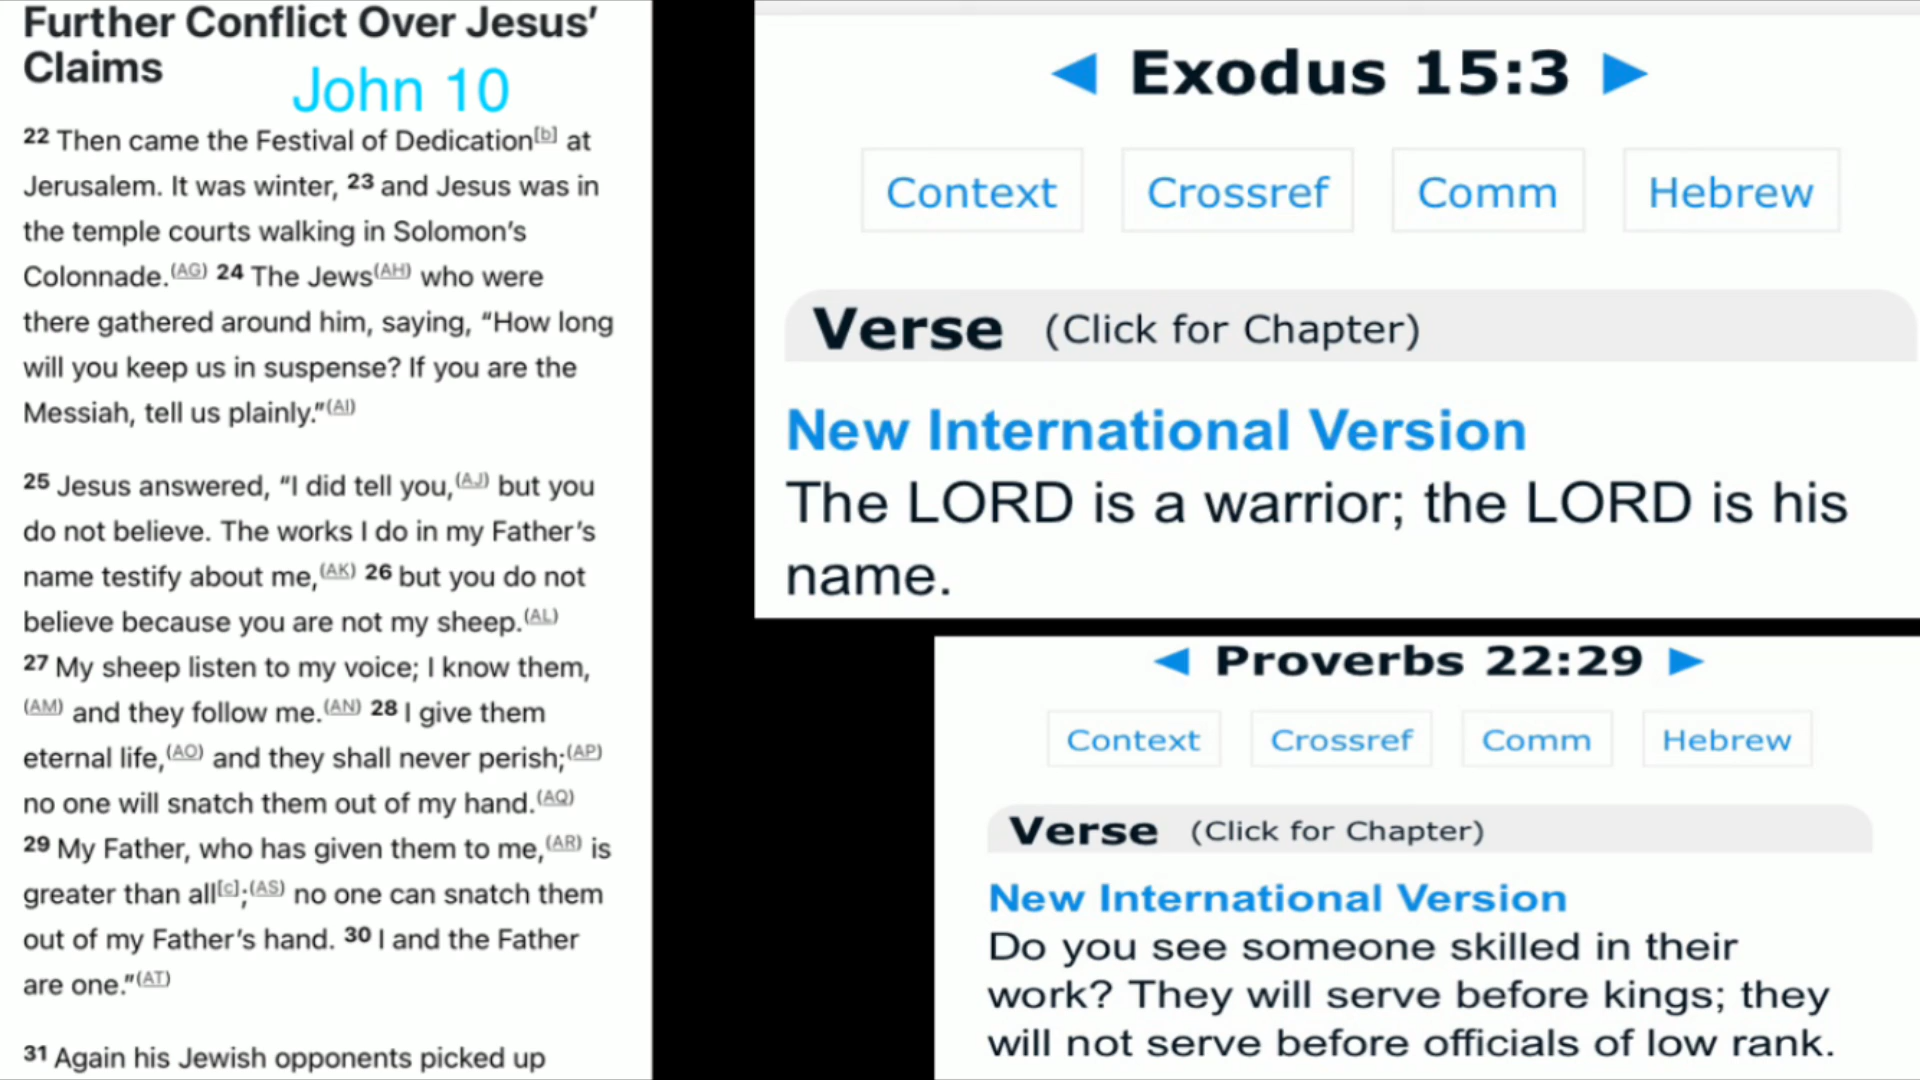 Further Conflict Over Jesus’
Claims
John 10
22 Then came the Festival of Dedication[b] at
Jerusalem. It was winter, 23 and Jesus was in
the temple courts walking in Solomon’s
Colonnade.(AG) 24 The Jews(AH) who were
there gathered around him, saying, “How long
will you keep us in suspense? If you are the
Messiah, tell us plainly.”(AI)
25 Jesus answered, “I did tell you,(AJ) but you
do not believe. The works I do in my Father’s
name testify about me,(AK) 26 but you do not
believe because you are not my sheep.(AL)
27 My sheep listen to my voice; I know them,
(AM) and they follow me.(AN) 28 I give them
eternal life,(AO) and they shall never perish;(AP)
no one will snatch them out of my hand.(AQ)
29 My Father, who has given them to me,(AR) is
greater than all[c];(AS) no one can snatch them
out of my Father’s hand. 30 I and the Father
are one.”(AT)
31 Again his Jewish opponents picked up
Exodus 15:3
Context Crossref Comm Hebrew
Verse (Click for Chapter)
New International Version
The LORD is a warrior; the LORD is his
name.
Proverbs 22:29
Context Crossref Comm Hebrew
Verse (Click for Chapter)
New International Version
Do you see someone skilled in their
work? They will serve before kings; they
will not serve before officials of low rank.